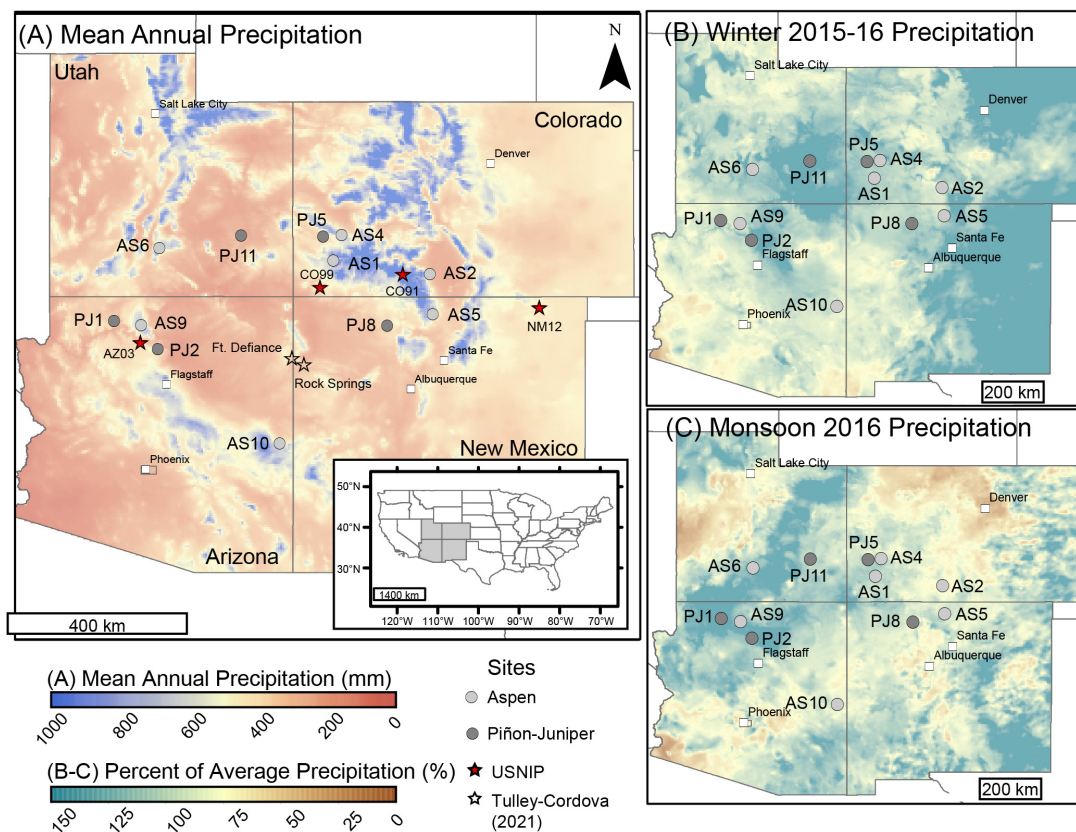 (A) Mean Annual Precipitation
N
Utah
Salt Lake City
Colorado
Denver
PJ5
AS4
AS6
PJ11
AS1
CO99
CO91
AS2
PJ1
AS9
PJ8
AS5
NM12
AZ03
PJ2
Ft. Defiance
Rock Springs
Santa Fe
Flagstaff
Albuquerque
AS10
Phoenix
New Mexico
Arizona
400 km
50°N
40°N
30°N
1400 km
120°W 110°W 100°W 90°W 80°W 70°W
(B) Winter 2015-16 Precipitation
Salt Lake City
Denver
PJ5
AS4
AS6
PJ11
AS1
AS2
PJ1
AS9
PJ8
AS5
PJ2
Santa Fe
Flagstaff
Albuquerque
AS10
Phoenix
200 km
(C) Monsoon 2016 Precipitation
Salt Lake City
Denver
PJ5
AS4
AS6
PJ11
AS1
AS2
PJ1
AS9
PJ8
AS5
PJ2
Santa Fe
Flagstaff
Albuquerque
AS10
Phoenix
200 km
(A) Mean Annual Precipitation (mm)
1000 800 600 400 200 0
(B-C) Percent of Average Precipitation (%)
150 125 100 75 50 25 0
Sites
Aspen
Piñon-Juniper
USNIP
Tulley-Cordova
(2021)